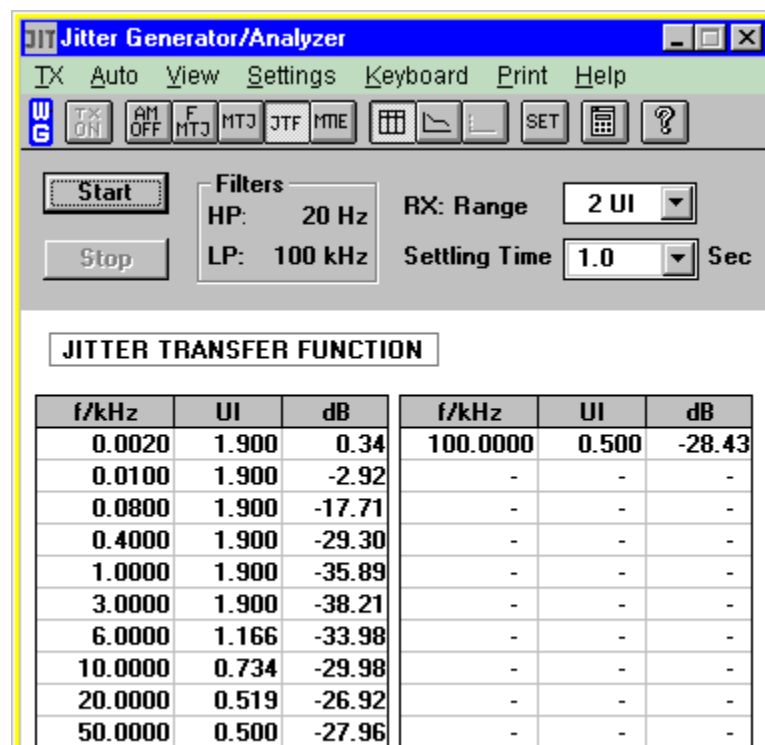 JIT Jitter Generator/Analyzer
TX Auto View Settings Keyboard Print Help
WG TX ON AM OFF F MTJ MTJ JTF MTIE SET ?
Start Filters HP: 20 Hz RX: Range 2 UI
Stop LP: 100 kHz Settling Time 1.0 Sec
JITTER TRANSFER FUNCTION
f/kHz UI dB f/kHz UI dB
0.0020 1.900 0.34 100.0000 0.500 -28.43
0.0100 1.900 -2.92 - - -
0.0800 1.900 -17.71 - - -
0.4000 1.900 -29.30 - - -
1.0000 1.900 -35.89 - - -
3.0000 1.900 -38.21 - - -
6.0000 1.166 -33.98 - - -
10.0000 0.734 -29.98 - - -
20.0000 0.519 -26.92 - - -
50.0000 0.500 -27.96 - - -